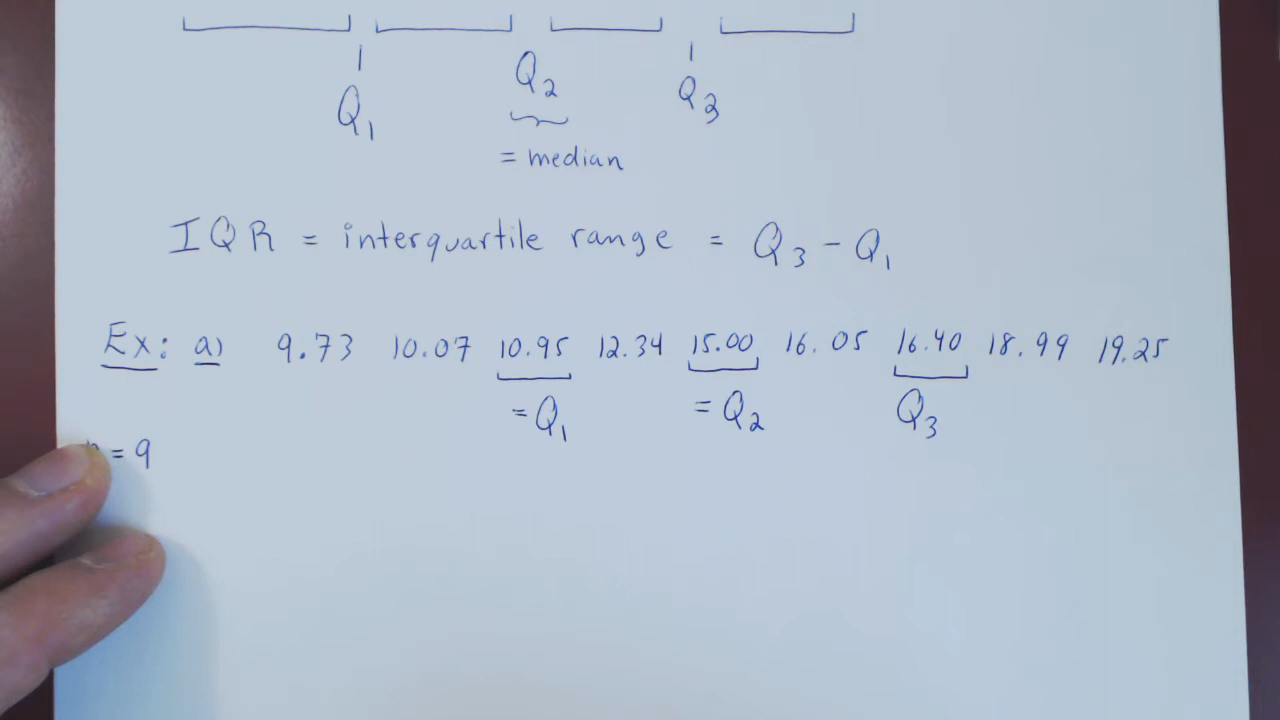 Q₁ Q₂ Q₃
= median
IQR = interquartile range = Q₃ - Q₁
Ex: a) 9.73 10.07 10.95 12.34 15.00 16.05 16.40 18.99 19.25
= Q₁ = Q₂ Q₃
= 9